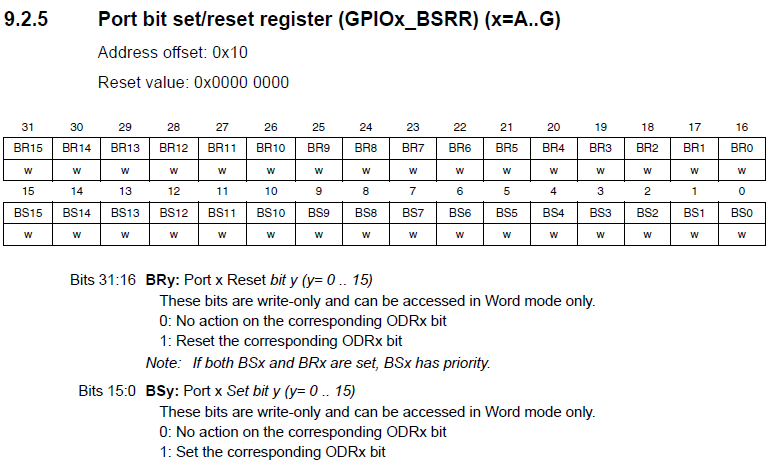 9.2.5 Port bit set/reset register (GPIOx_BSRR) (x=A..G)
Address offset: 0x10
Reset value: 0x0000 0000
31 30 29 28 27 26 25 24 23 22 21 20 19 18 17 16
BR15 BR14 BR13 BR12 BR11 BR10 BR9 BR8 BR7 BR6 BR5 BR4 BR3 BR2 BR1 BR0
w w w w w w w w w w w w w w w w
15 14 13 12 11 10 9 8 7 6 5 4 3 2 1 0
BS15 BS14 BS13 BS12 BS11 BS10 BS9 BS8 BS7 BS6 BS5 BS4 BS3 BS2 BS1 BS0
w w w w w w w w w w w w w w w w
Bits 31:16 BRy: Port x Reset bit y (y= 0 .. 15)
These bits are write-only and can be accessed in Word mode only.
0: No action on the corresponding ODRx bit
1: Reset the corresponding ODRx bit
Note: If both BSx and BRx are set, BSx has priority.
Bits 15:0 BSy: Port x Set bit y (y= 0 .. 15)
These bits are write-only and can be accessed in Word mode only.
0: No action on the corresponding ODRx bit
1: Set the corresponding ODRx bit